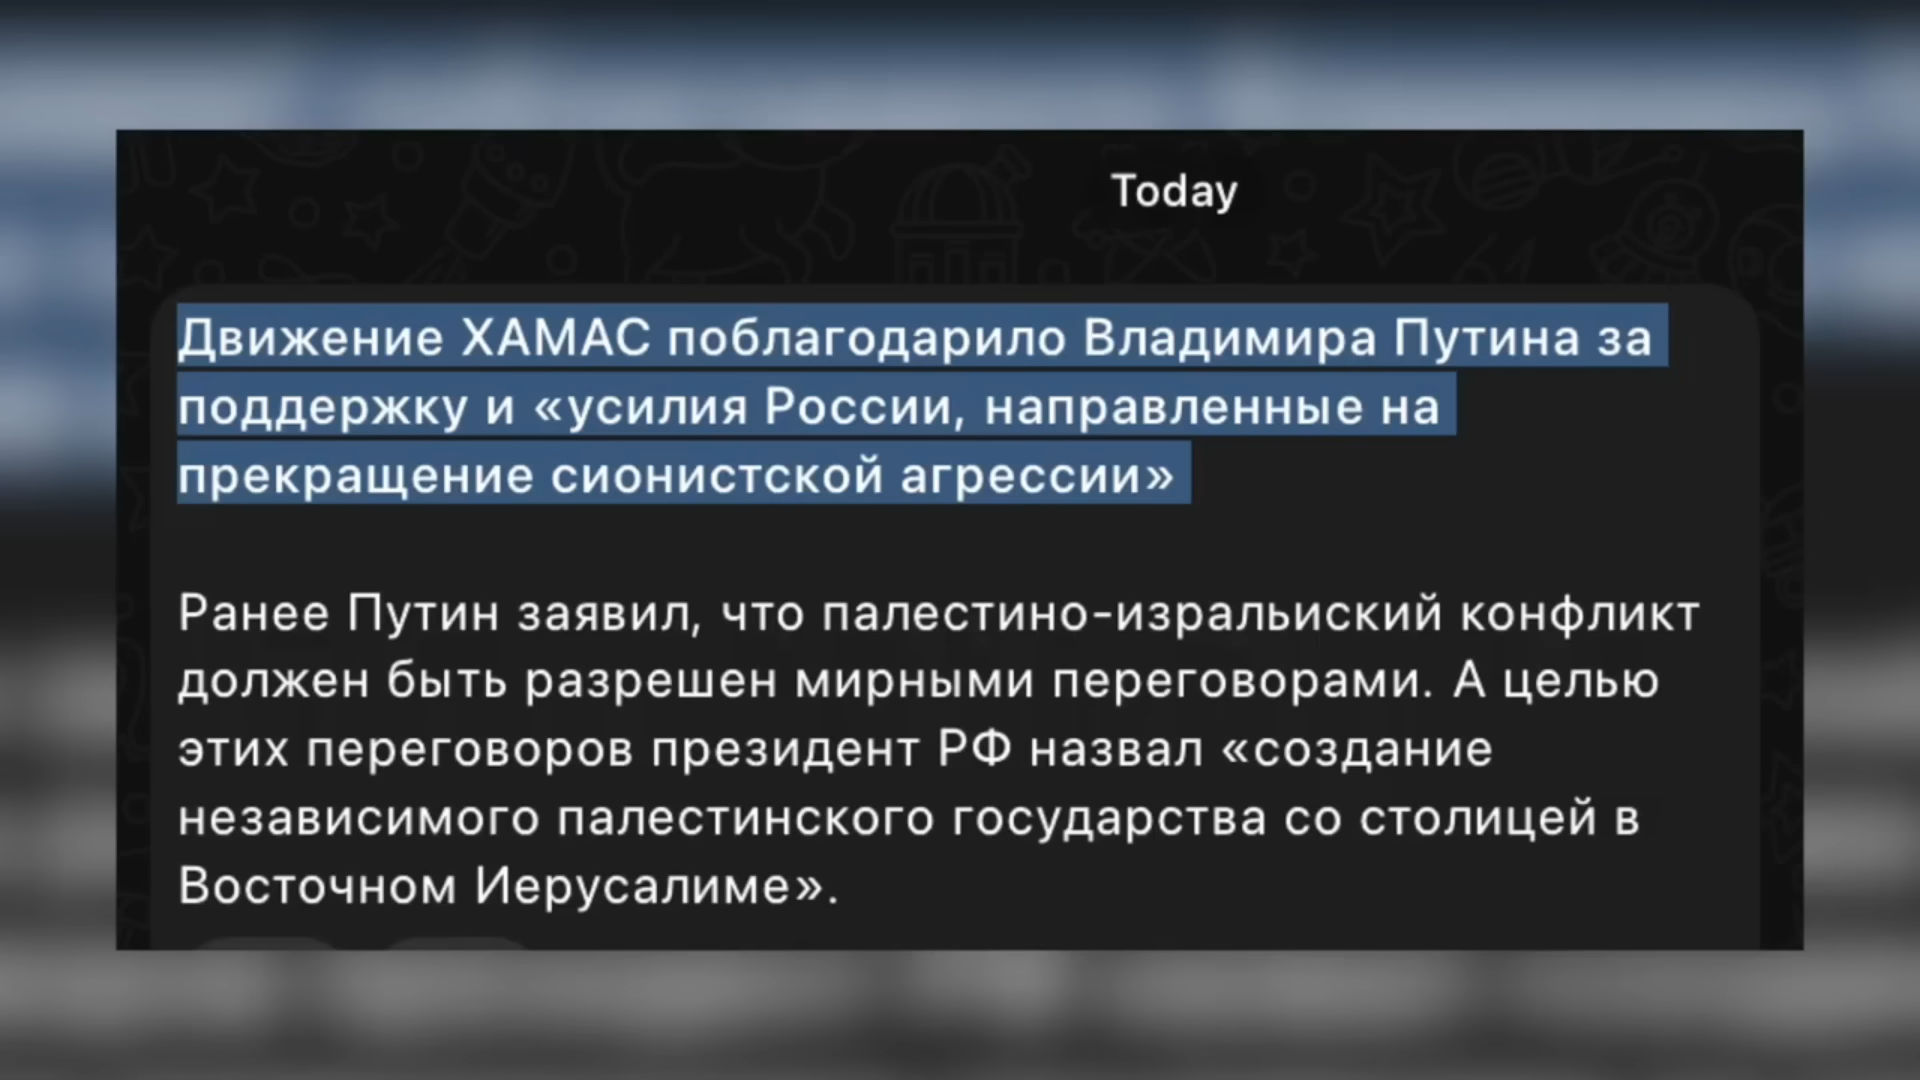 Today
Движение ХАМАС поблагодарило Владимира Путина за
поддержку и «усилия России, направленные на
прекращение сионистской агрессии»
Ранее Путин заявил, что палестино-изральиский конфликт
должен быть разрешен мирными переговорами. А целью
этих переговоров президент РФ назвал «создание
независимого палестинского государства со столицей в
Восточном Иерусалиме».